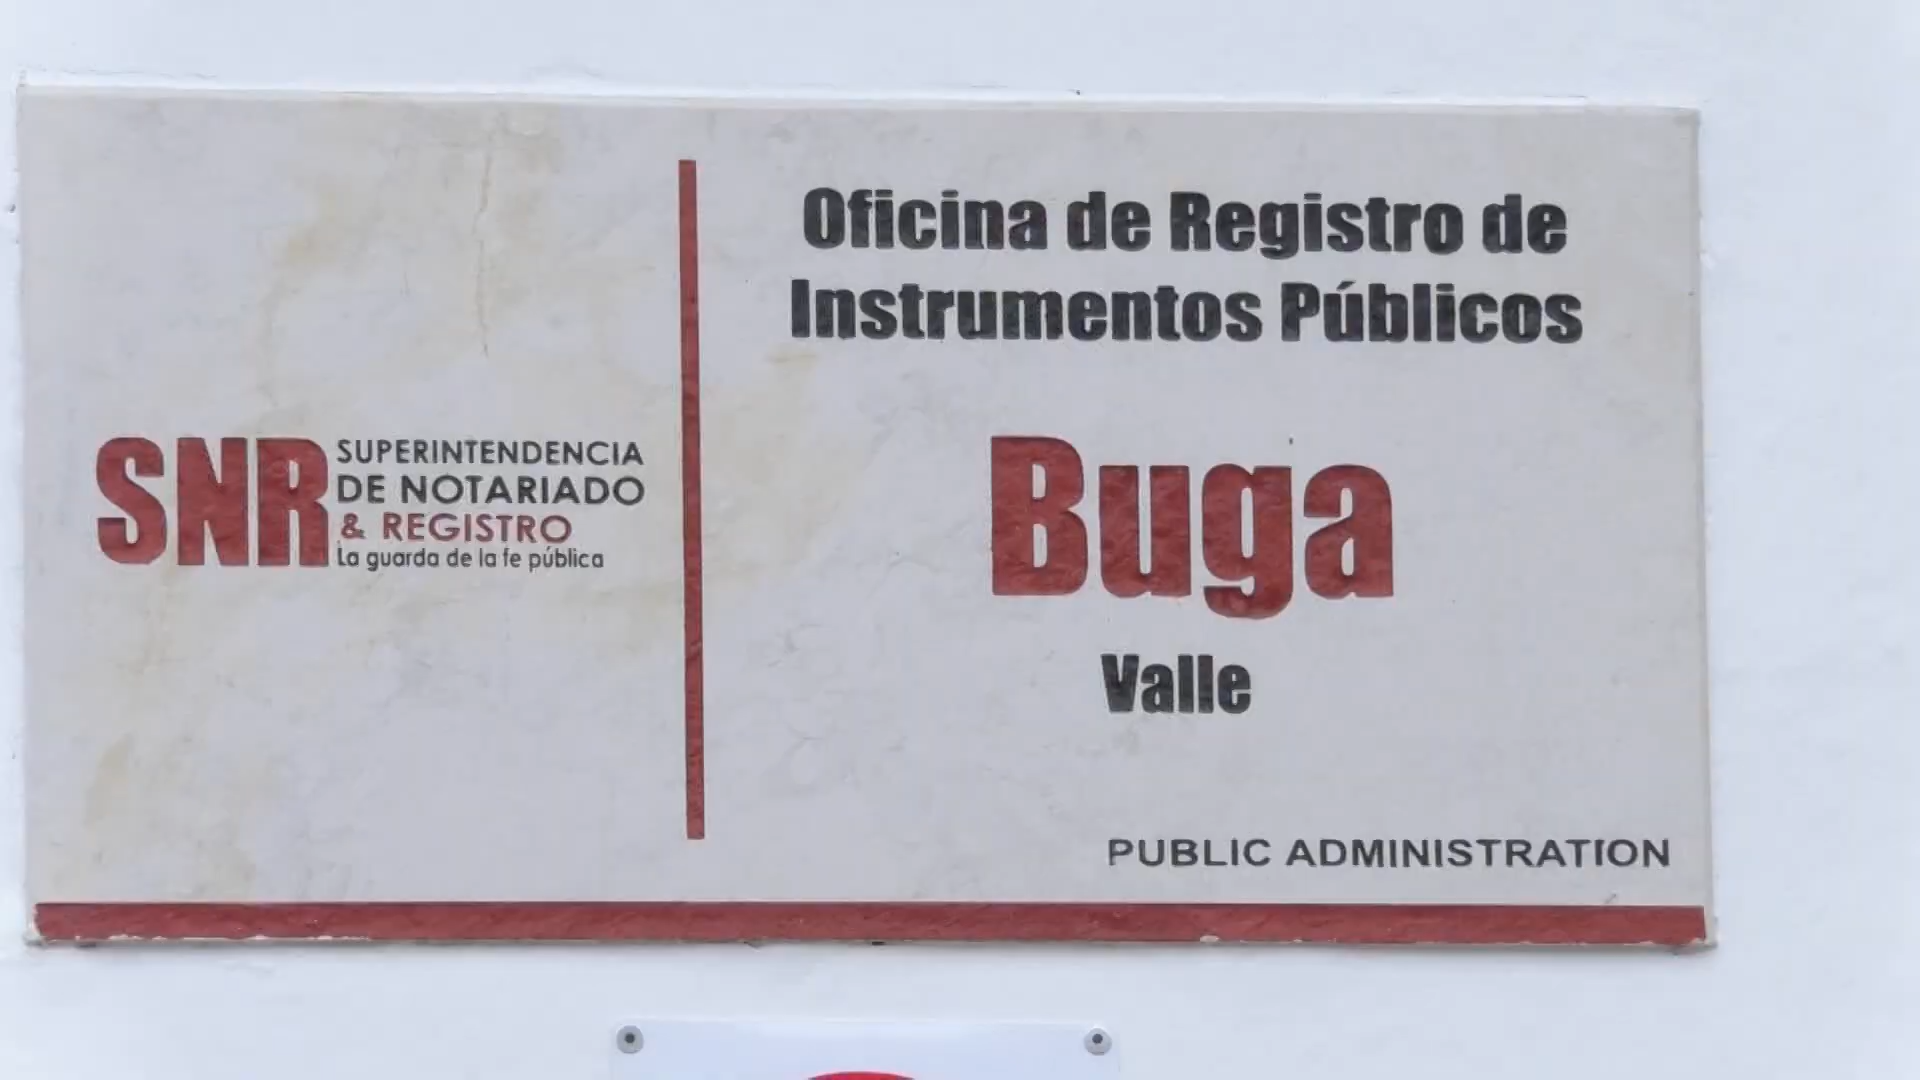 SNR
SUPERINTENDENCIA
DE NOTARIADO
& REGISTRO
La guarda de la fe pública
Oficina de Registro de
Instrumentos Públicos
Buga
Valle
PUBLIC ADMINISTRATION